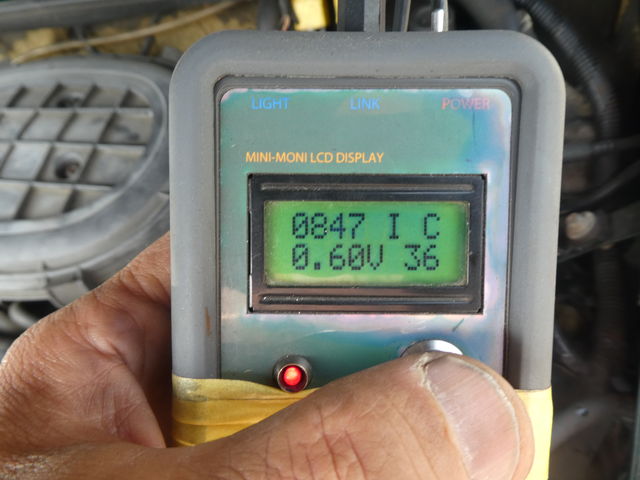 LIGHT LINK POWER
MINI-MONI LCD DISPLAY
0847 I C
0.60V 36